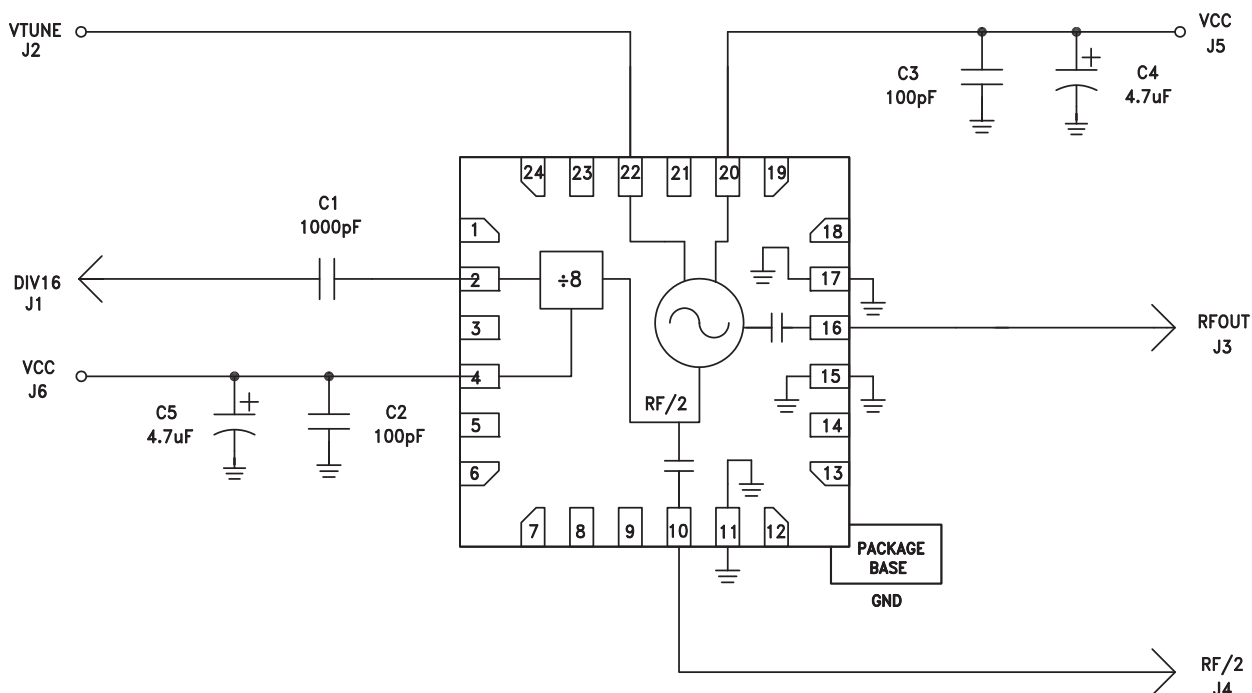 VTUNE
J2
VCC
J5
C3
100pF
+
C4
4.7uF
24
23
22
21
20
19
C1
1000pF
1
18
DIV16
J1
2
÷8
17
3
16
RFOUT
J3
VCC
J6
4
15
C5
4.7uF
+
C2
100pF
RF/2
5
14
6
13
7
8
9
10
11
12
PACKAGE
BASE
GND
RF/2
J4